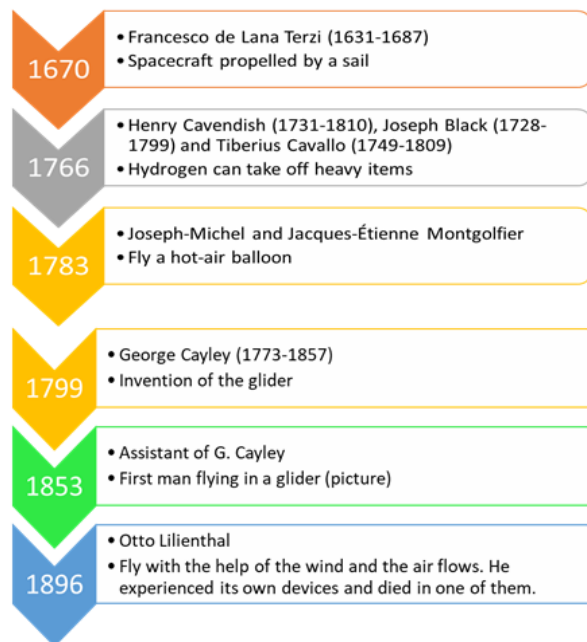 1670
• Francesco de Lana Terzi (1631-1687)
• Spacecraft propelled by a sail
1766
• Henry Cavendish (1731-1810), Joseph Black (1728-
1799) and Tiberius Cavallo (1749-1809)
• Hydrogen can take off heavy items
1783
• Joseph-Michel and Jacques-Étienne Montgolfier
• Fly a hot-air balloon
1799
• George Cayley (1773-1857)
• Invention of the glider
1853
• Assistant of G. Cayley
• First man flying in a glider (picture)
1896
• Otto Lilienthal
• Fly with the help of the wind and the air flows. He
experienced its own devices and died in one of them.